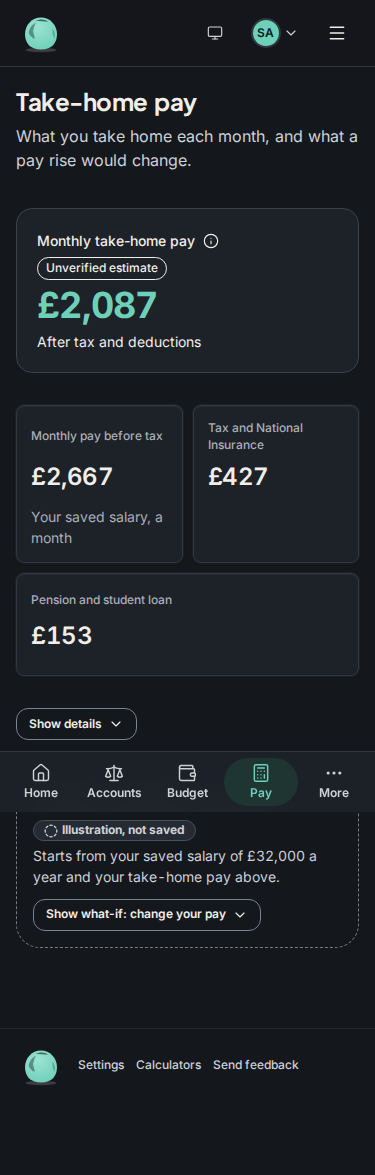 SA
Take-home pay
What you take home each month, and what a
pay rise would change.
Monthly take-home pay
Unverified estimate
£2,087
After tax and deductions
Monthly pay before tax
£2,667
Your saved salary, a
month
Tax and National
Insurance
£427
Pension and student loan
£153
Show details
Home
Accounts
Budget
Pay
More
Illustration, not saved
Starts from your saved salary of £32,000 a
year and your take-home pay above.
Show what-if: change your pay
Settings
Calculators
Send feedback